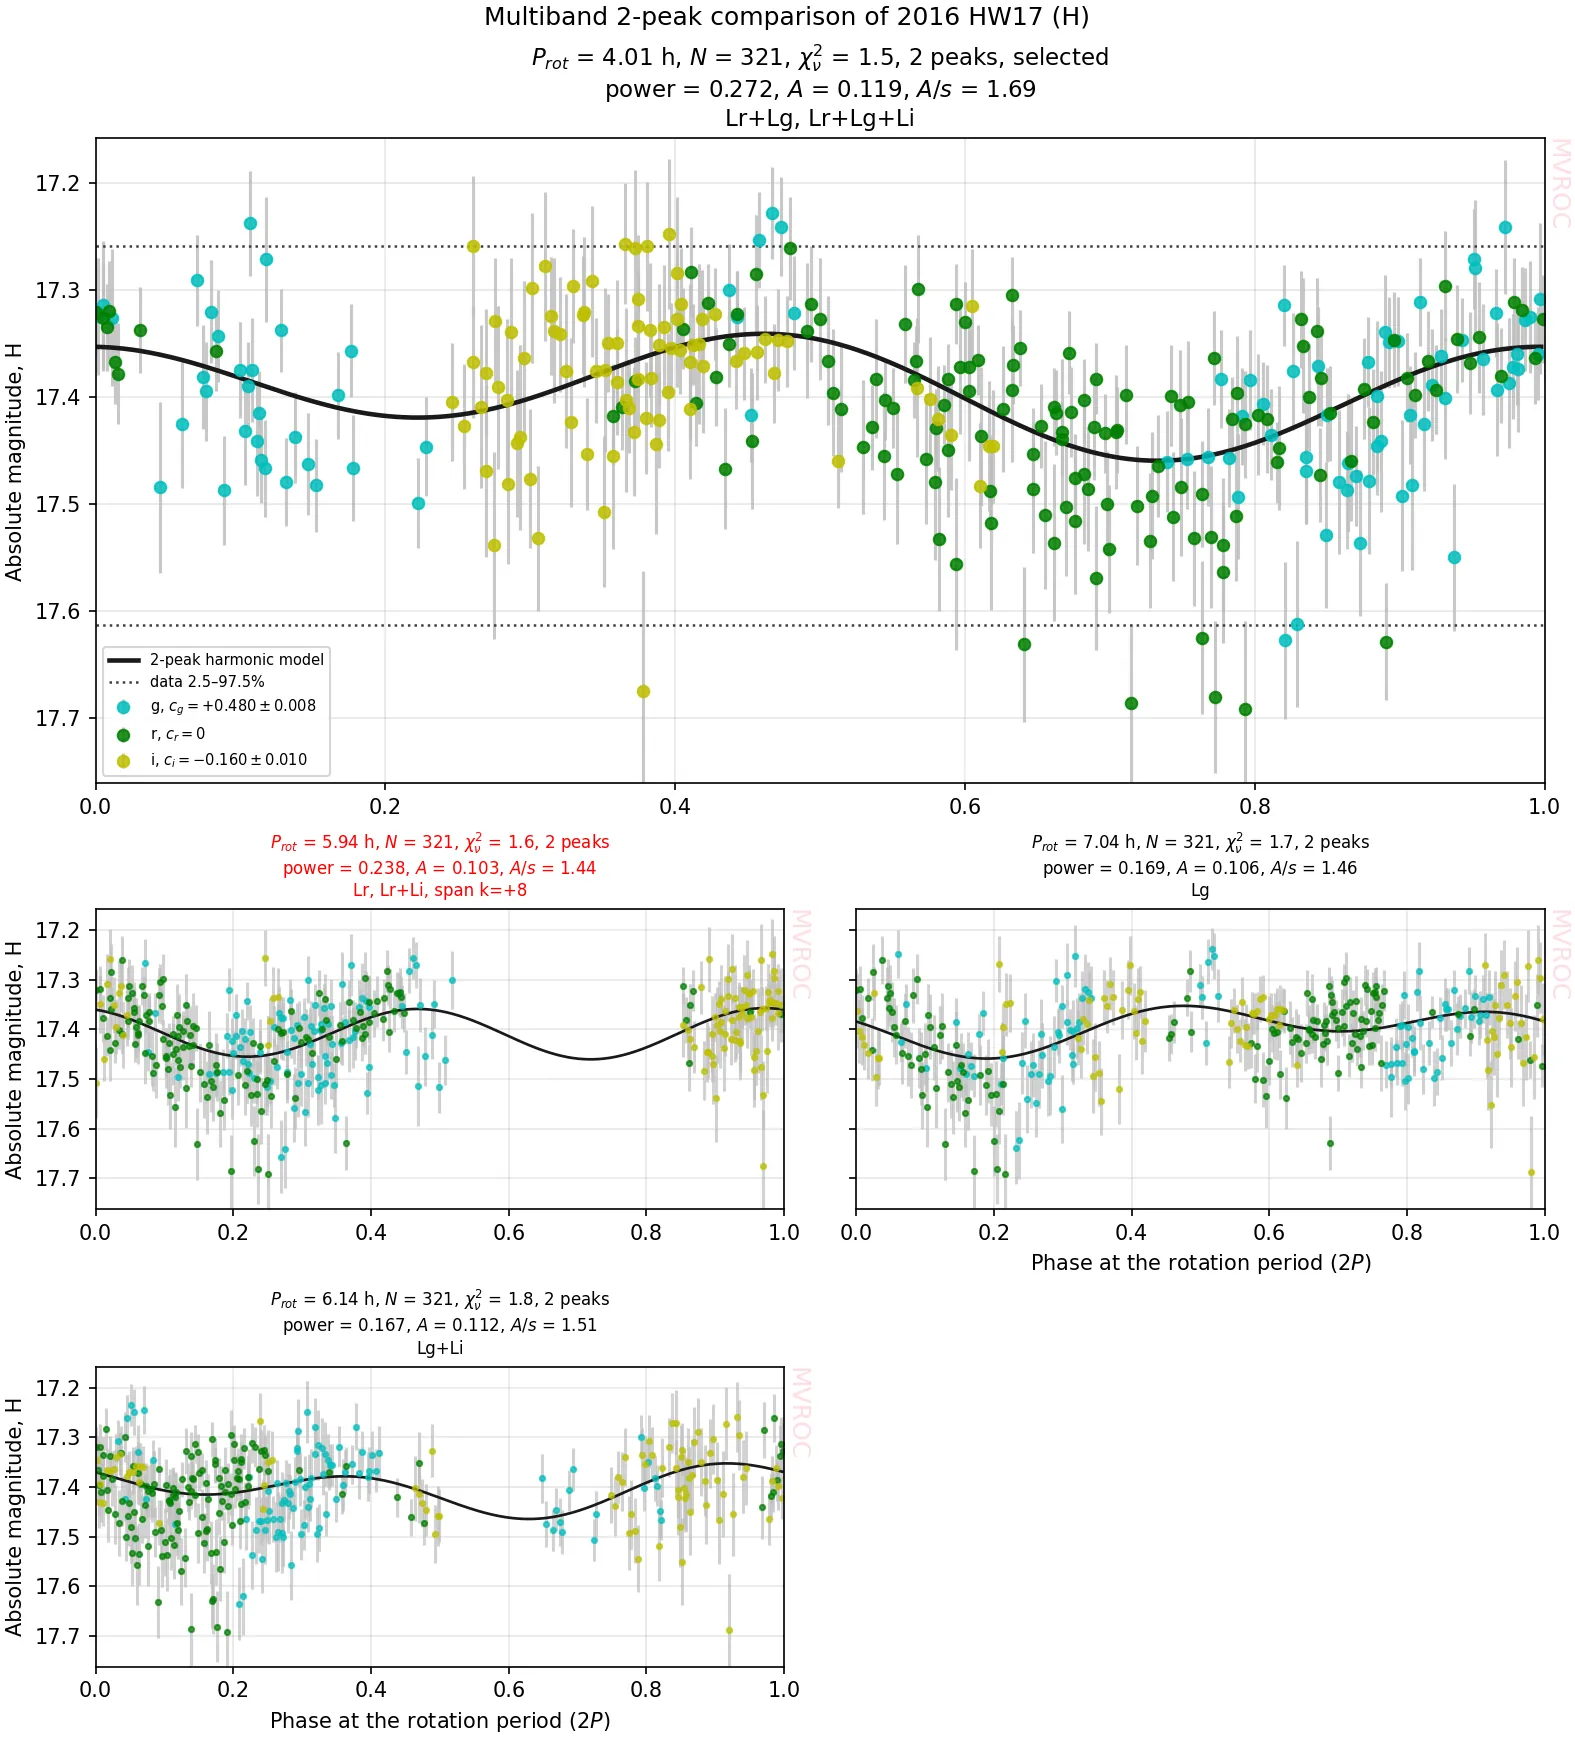 Multiband 2-peak comparison of 2016 HW17 (H)
P_rot = 4.01 h, N = 321, χ²_ν = 1.5, 2 peaks, selected
power = 0.272, A = 0.119, A/s = 1.69
Lr+Lg, Lr+Lg+Li
MVROC
Absolute magnitude, H
17.2
17.3
17.4
17.5
17.6
17.7
2-peak harmonic model
data 2.5–97.5%
g, c_g = +0.480 ± 0.008
r, c_r = 0
i, c_i = −0.160 ± 0.010
0.0 0.2 0.4 0.6 0.8 1.0
P_rot = 5.94 h, N = 321, χ²_ν = 1.6, 2 peaks
power = 0.238, A = 0.103, A/s = 1.44
Lr, Lr+Li, span k=+8
MVROC
Absolute magnitude, H
17.2
17.3
17.4
17.5
17.6
17.7
0.0 0.2 0.4 0.6 0.8 1.0
P_rot = 7.04 h, N = 321, χ²_ν = 1.7, 2 peaks
power = 0.169, A = 0.106, A/s = 1.46
Lg
MVROC
0.0 0.2 0.4 0.6 0.8 1.0
Phase at the rotation period (2P)
P_rot = 6.14 h, N = 321, χ²_ν = 1.8, 2 peaks
power = 0.167, A = 0.112, A/s = 1.51
Lg+Li
MVROC
Absolute magnitude, H
17.2
17.3
17.4
17.5
17.6
17.7
0.0 0.2 0.4 0.6 0.8 1.0
Phase at the rotation period (2P)